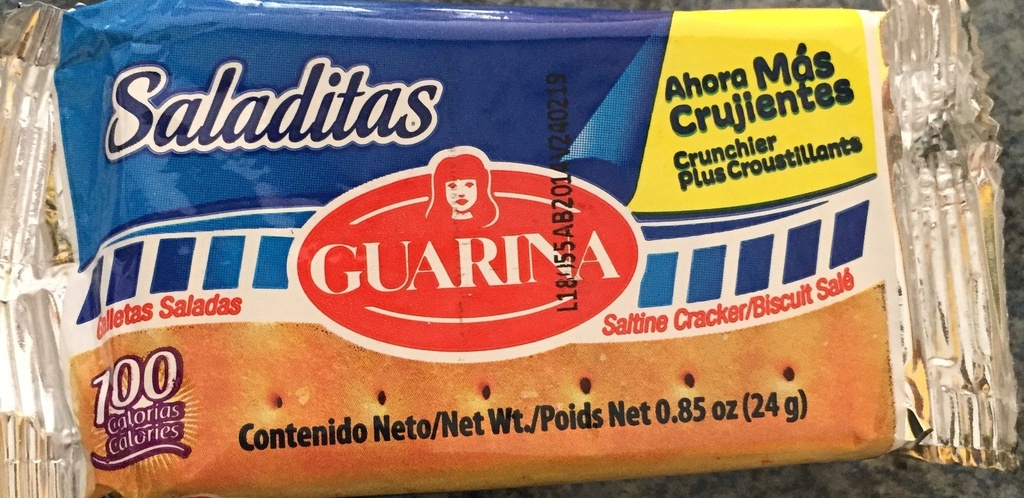 Saladitas
Ahora Más
Crujientes
Crunchier
Plus Croustillants
GUARINA
Galletas Saladas
Saltine Cracker/Biscuit Salé
100
calorías
calories
Contenido Neto/Net Wt./Poids Net 0.85 oz (24 g)